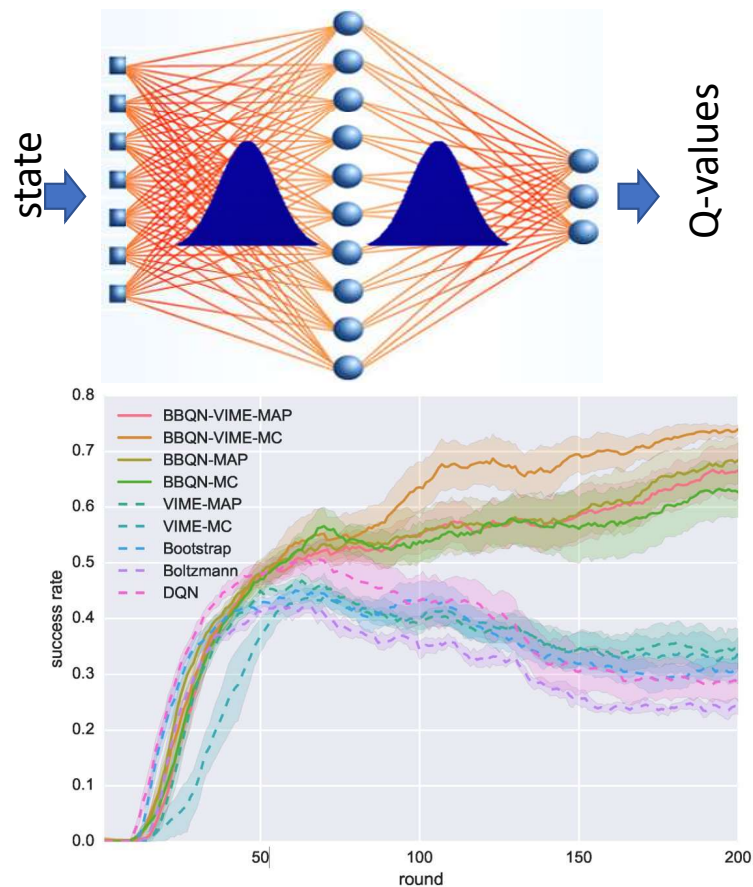 state
Q-values
0.8
0.7
0.6
0.5
0.4
0.3
0.2
0.1
0.0
success rate
BBQN-VIME-MAP
BBQN-VIME-MC
BBQN-MAP
BBQN-MC
VIME-MAP
VIME-MC
Bootstrap
Boltzmann
DQN
50 100 150 200
round